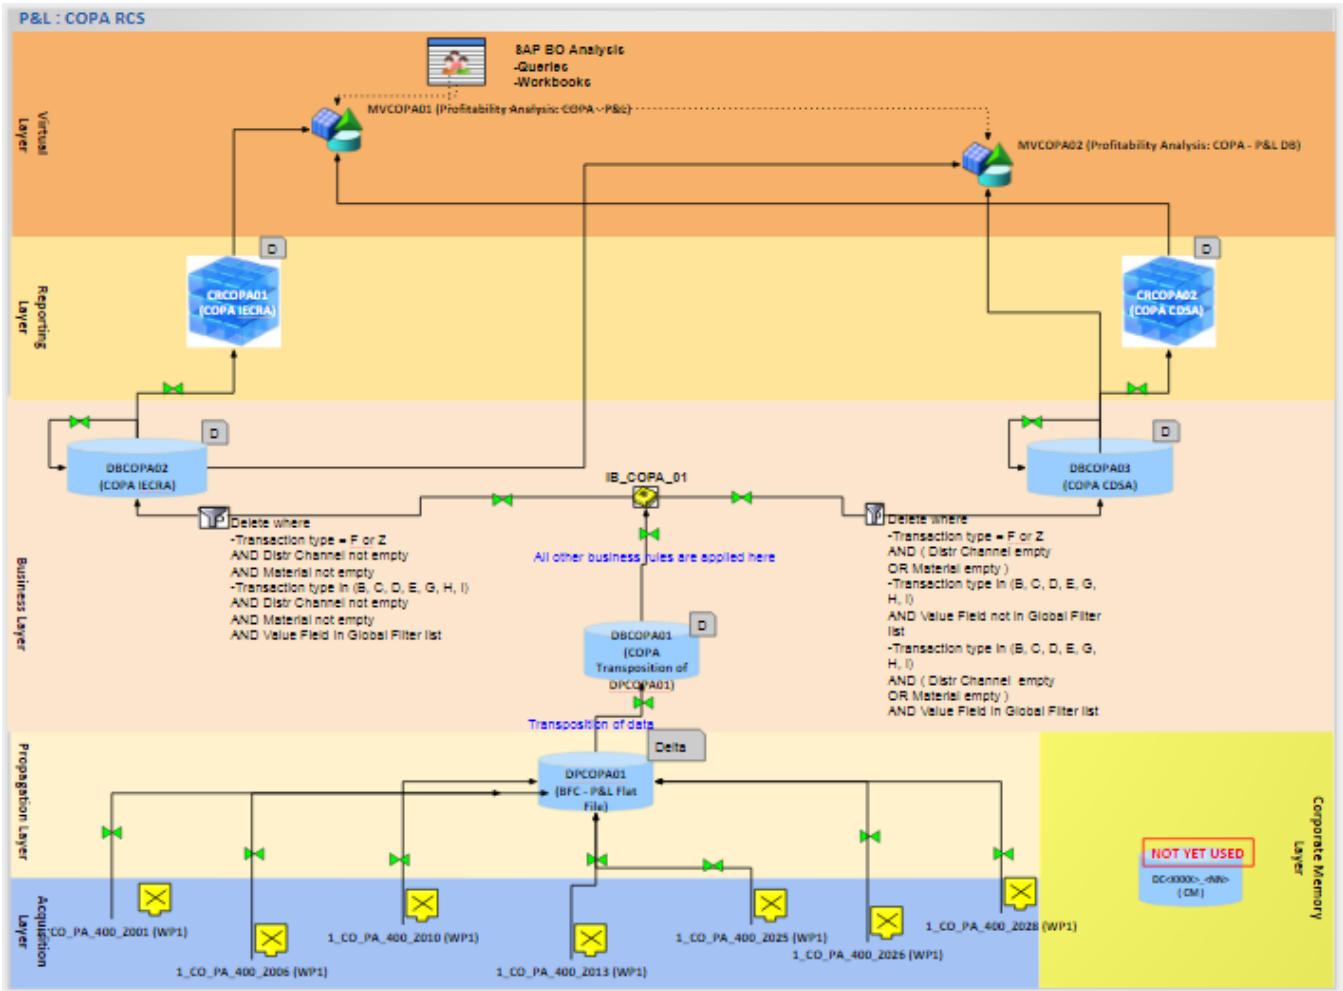 P&L : COPA RCS
SAP BO Analysis
-Queries
-Workbooks
MVCOPA01 (Profitability Analysis: COPA - P&L)
MVCOPA02 (Profitability Analysis: COPA - P&L DB)
Virtual
Layer
D
D
CRCOPA01
(COPA IECRA)
CRCOPA02
(COPA CDSA)
Reporting
Layer
D
D
DBCOPA02
(COPA IECRA)
DBCOPA03
(COPA CDSA)
IB_COPA_01
Delete where
-Transaction type = F or Z
AND Distr Channel not empty
AND Material not empty
-Transaction type in (B, C, D, E, G, H, I)
AND Distr Channel not empty
AND Material not empty
AND Value Field in Global Filter list
All other business rules are applied here
Delete where
-Transaction type = F or Z
AND ( Distr Channel empty
OR Material empty )
-Transaction type in (B, C, D, E, G,
H, I)
AND Value Field not in Global Filter
list
-Transaction type in (B, C, D, E, G,
H, I)
AND ( Distr Channel empty
OR Material empty )
AND Value Field in Global Filter list
Business Layer
D
DBCOPA01
(COPA
Transposition of
DPCOPA01)
Transposition of data
Delta
DPCOPA01
(BFC - P&L Flat
File)
Propagation Layer
Corporate Memory
Layer
NOT YET USED
DC<XXXX>_<NN>
( CM )
Acquisition
Layer
CO_PA_400_2001 (WP1)
1_CO_PA_400_2006 (WP1)
1_CO_PA_400_2010 (WP1)
1_CO_PA_400_2013 (WP1)
1_CO_PA_400_2025 (WP1)
1_CO_PA_400_2026 (WP1)
1_CO_PA_400_2028 (WP1)